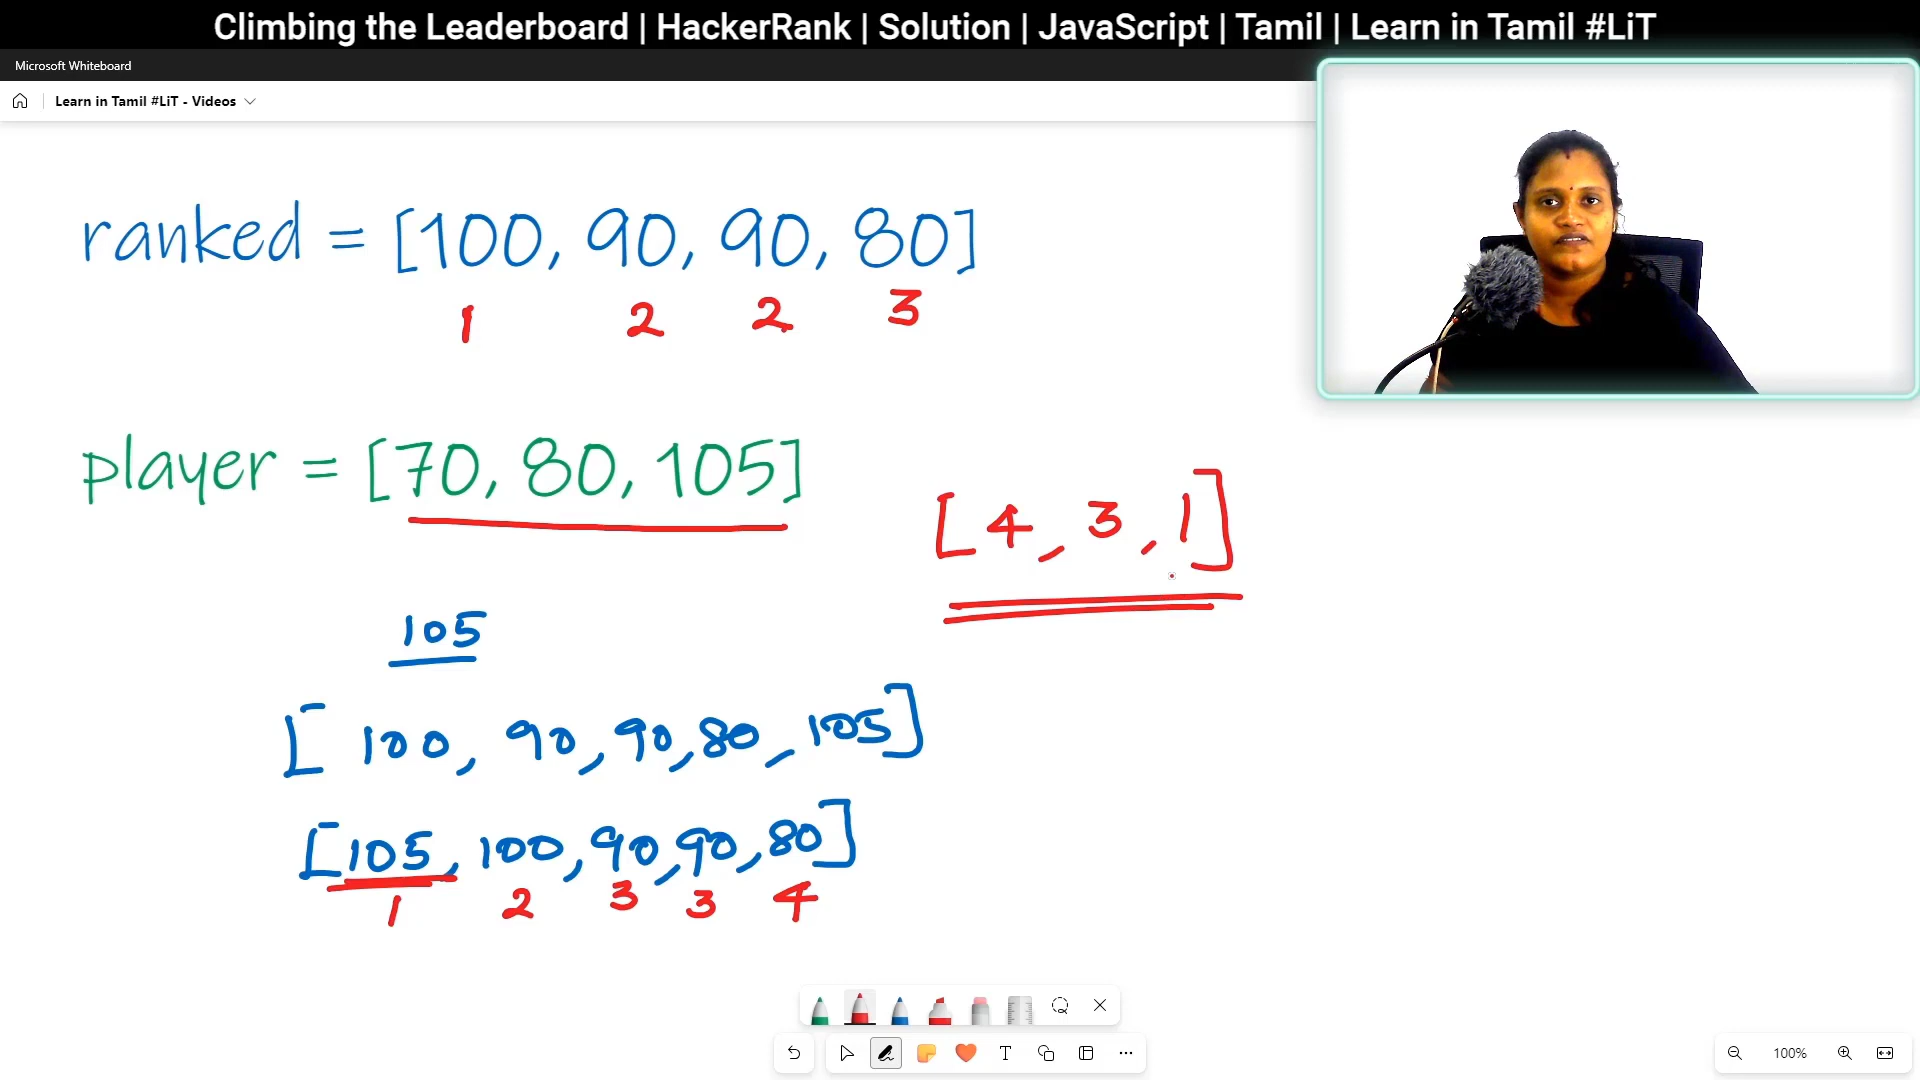 Climbing the Leaderboard | HackerRank | Solution | JavaScript | Tamil | Learn in Tamil #LiT
Microsoft Whiteboard
Learn in Tamil #LiT - Videos
ranked = [100, 90, 90, 80]
1 2 2 3
player = [70, 80, 105]
[4, 3, 1]
105
[100, 90, 90, 80, 105]
[105, 100, 90, 90, 80]
1 2 3 3 4
100%